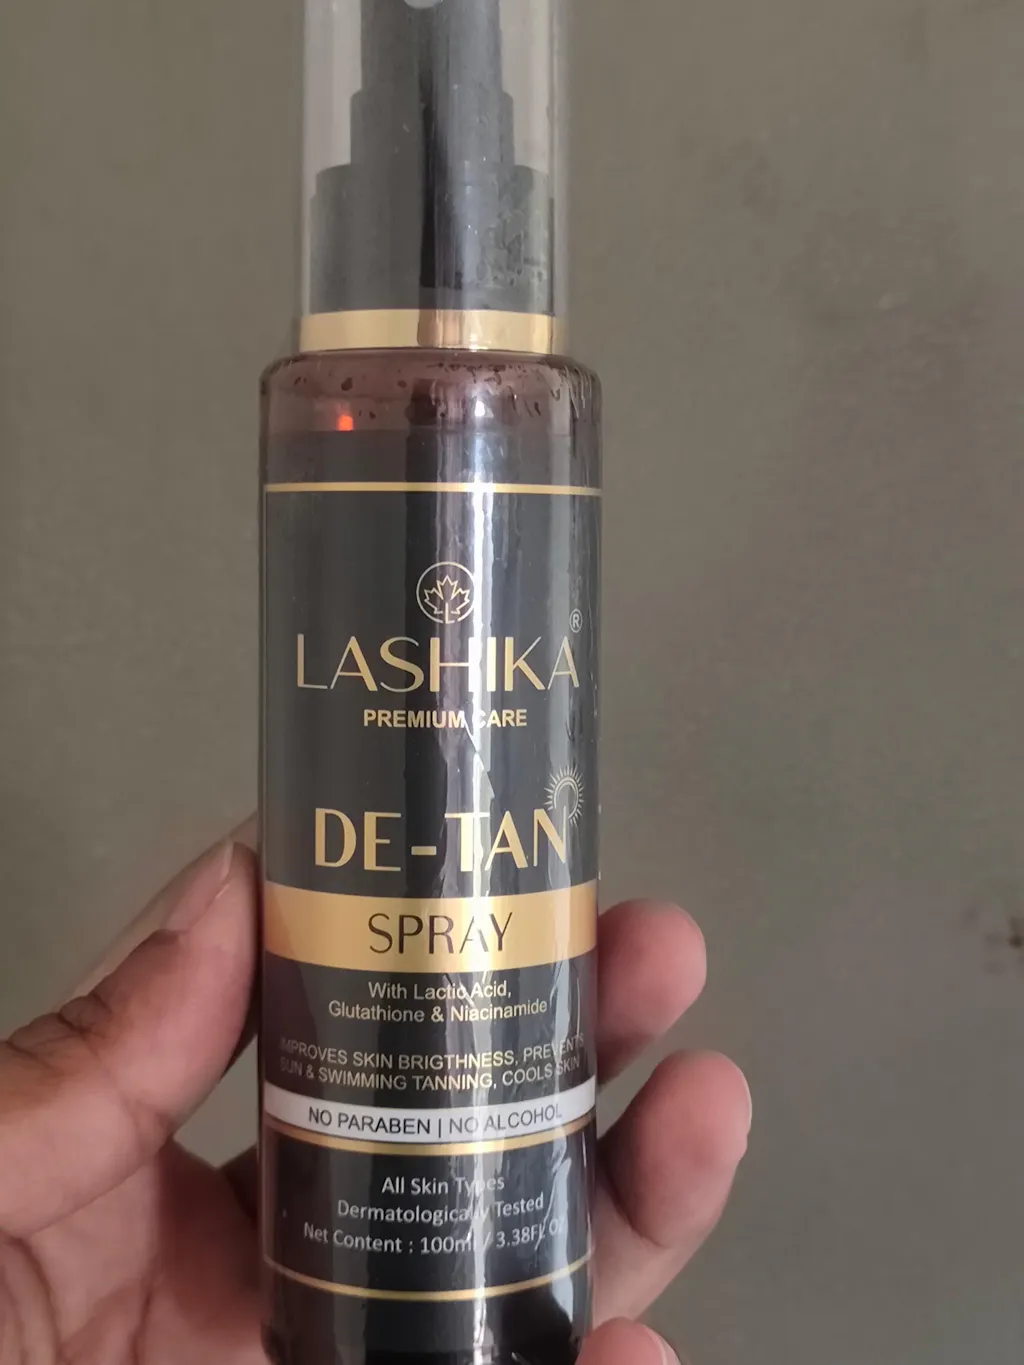 LASHIKA®
PREMIUM CARE
DE-TAN
SPRAY
With Lactic Acid,
Glutathione & Niacinamide
IMPROVES SKIN BRIGTHNESS, PREVENTS
SUN & SWIMMING TANNING, COOLS SKIN
NO PARABEN | NO ALCOHOL
All Skin Types
Dermatologically Tested
Net Content : 100ml / 3.38FL OZ